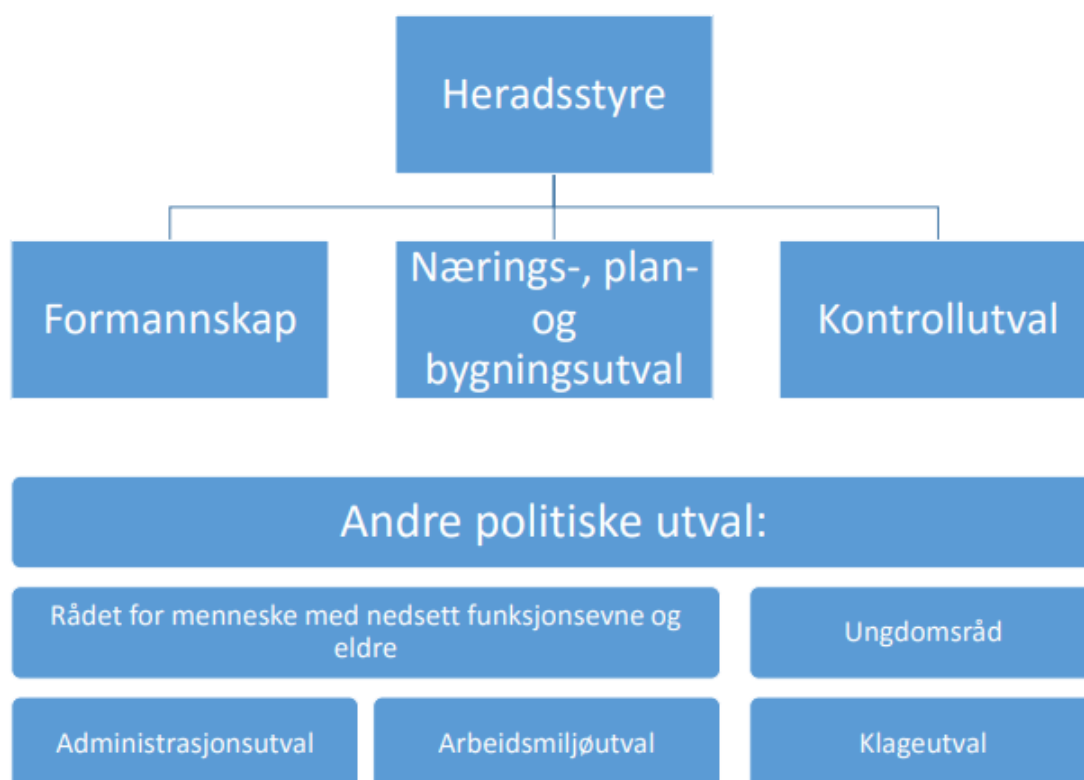 Heradsstyre
Formannskap
Nærings-, plan-
og
bygningsutval
Kontrollutval
Andre politiske utval:
Rådet for menneske med nedsett funksjonsevne og
eldre
Ungdomsråd
Administrasjonsutval
Arbeidsmiljøutval
Klageutval